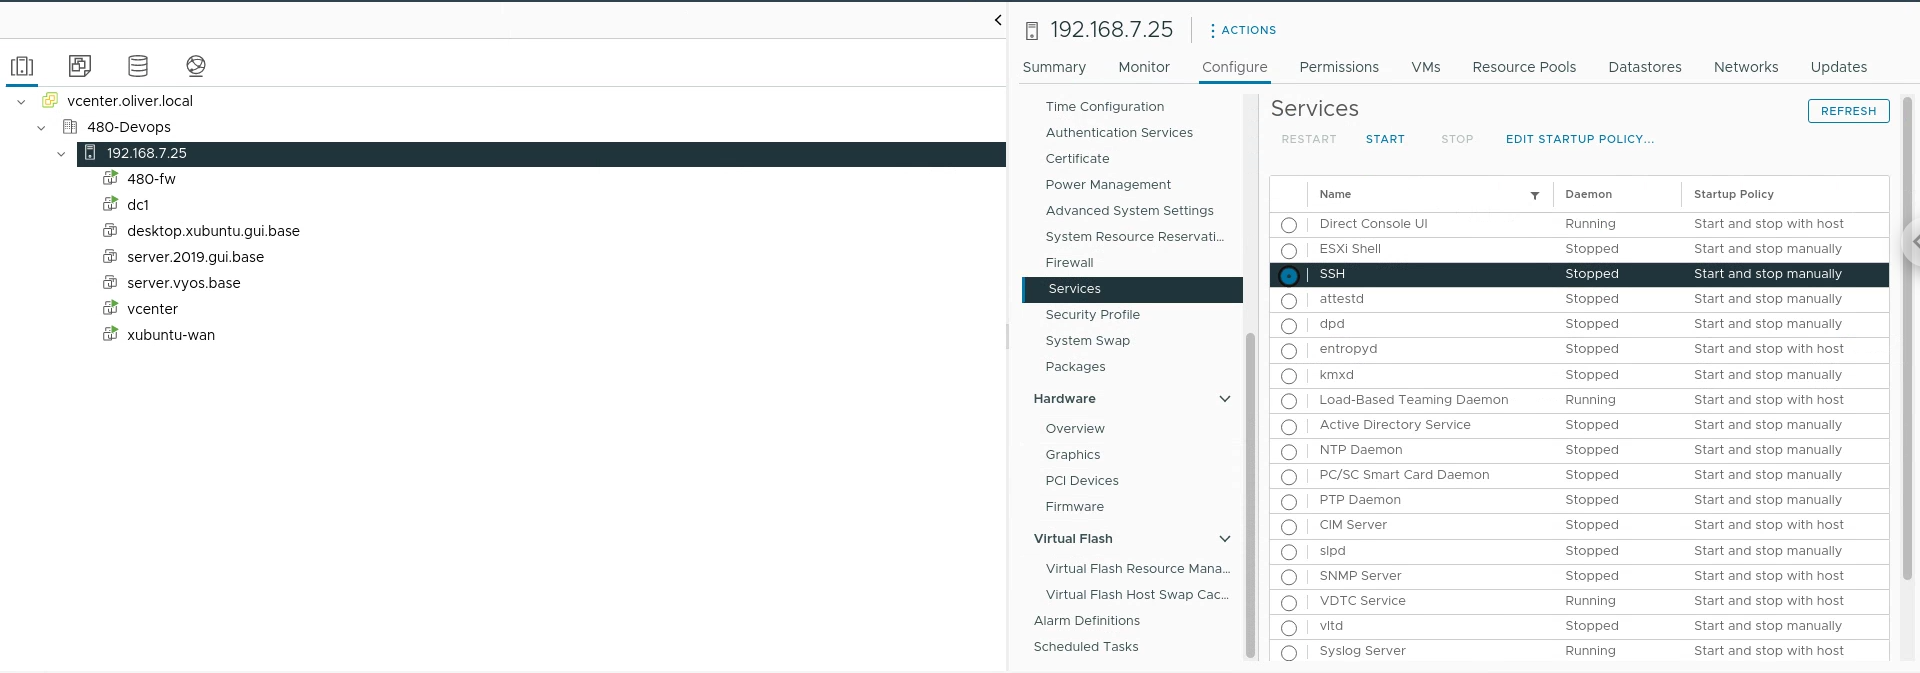 192.168.7.25
ACTIONS
Summary Monitor Configure Permissions VMs Resource Pools Datastores Networks Updates
vcenter.oliver.local
480-Devops
192.168.7.25
480-fw
dc1
desktop.xubuntu.gui.base
server.2019.gui.base
server.vyos.base
vcenter
xubuntu-wan
Time Configuration
Authentication Services
Certificate
Power Management
Advanced System Settings
System Resource Reservati...
Firewall
Services
Security Profile
System Swap
Packages
Hardware
Overview
Graphics
PCI Devices
Firmware
Virtual Flash
Virtual Flash Resource Mana...
Virtual Flash Host Swap Cac...
Alarm Definitions
Scheduled Tasks
Services
REFRESH
RESTART START STOP EDIT STARTUP POLICY...
Name Daemon Startup Policy
Direct Console UI Running Start and stop with host
ESXi Shell Stopped Start and stop manually
SSH Stopped Start and stop manually
attestd Stopped Start and stop manually
dpd Stopped Start and stop manually
entropyd Stopped Start and stop with host
kmxd Stopped Start and stop manually
Load-Based Teaming Daemon Running Start and stop with host
Active Directory Service Stopped Start and stop manually
NTP Daemon Stopped Start and stop manually
PC/SC Smart Card Daemon Stopped Start and stop manually
PTP Daemon Stopped Start and stop manually
CIM Server Stopped Start and stop with host
slpd Stopped Start and stop manually
SNMP Server Stopped Start and stop with host
VDTC Service Running Start and stop with host
vltd Stopped Start and stop manually
Syslog Server Running Start and stop with host